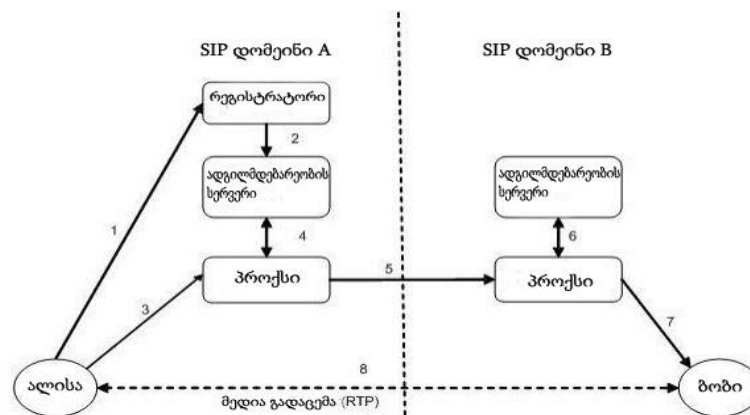 SIP დომეინი A
SIP დომეინი B
რეგისტრატორი
2
ადგილმდებარეობის
სერვერი
ადგილმდებარეობის
სერვერი
1
4
6
პროქსი
5
პროქსი
3
7
8
ალისა
ბობი
მედია გადაცემა (RTP)